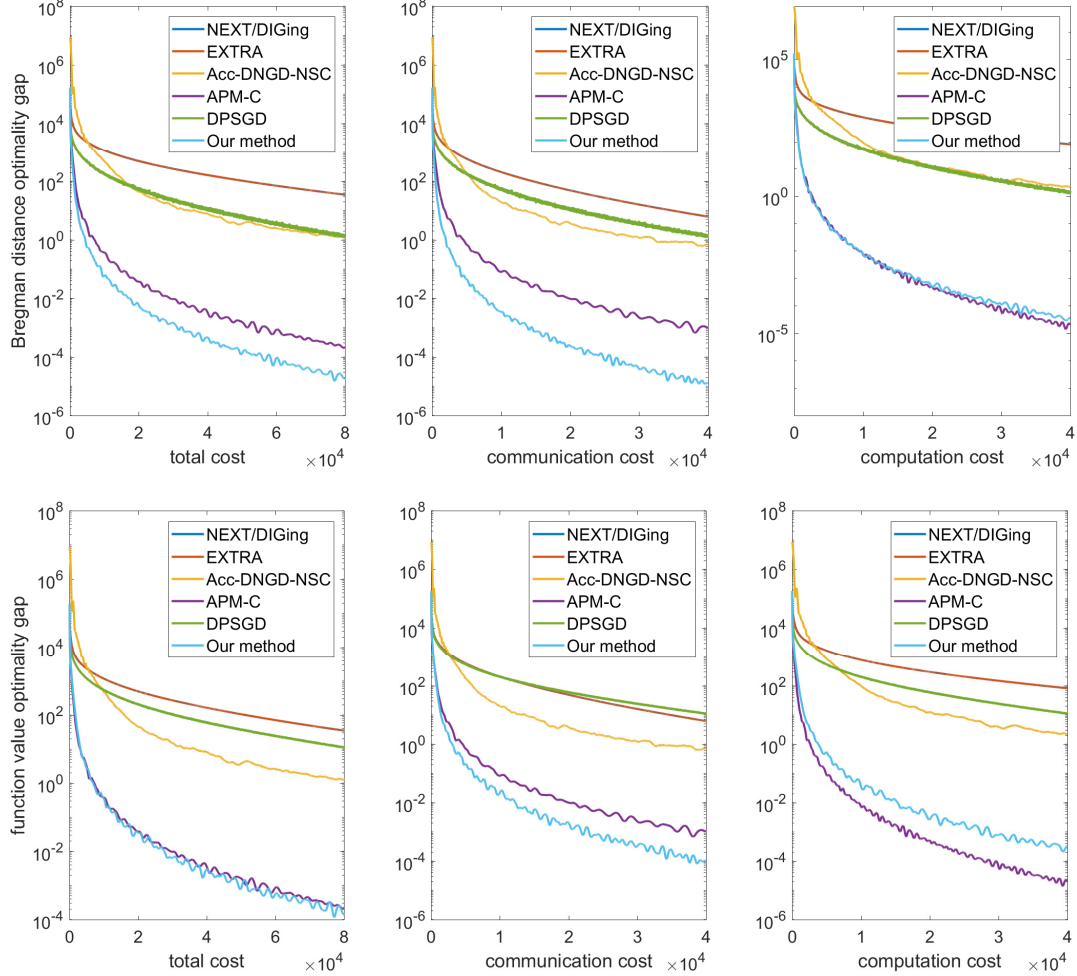 Bregman distance optimality gap
10^8
10^6
10^4
10^2
10^0
10^-2
10^-4
10^-6
NEXT/DIGing
EXTRA
Acc-DNGD-NSC
APM-C
DPSGD
Our method
0 2 4 6 8
total cost ×10^4
10^8
10^6
10^4
10^2
10^0
10^-2
10^-4
10^-6
NEXT/DIGing
EXTRA
Acc-DNGD-NSC
APM-C
DPSGD
Our method
0 1 2 3 4
communication cost ×10^4
10^5
10^0
10^-5
NEXT/DIGing
EXTRA
Acc-DNGD-NSC
APM-C
DPSGD
Our method
0 1 2 3 4
computation cost ×10^4
function value optimality gap
10^8
10^6
10^4
10^2
10^0
10^-2
10^-4
NEXT/DIGing
EXTRA
Acc-DNGD-NSC
APM-C
DPSGD
Our method
0 2 4 6 8
total cost ×10^4
10^8
10^6
10^4
10^2
10^0
10^-2
10^-4
10^-6
NEXT/DIGing
EXTRA
Acc-DNGD-NSC
APM-C
DPSGD
Our method
0 1 2 3 4
communication cost ×10^4
10^8
10^6
10^4
10^2
10^0
10^-2
10^-4
10^-6
NEXT/DIGing
EXTRA
Acc-DNGD-NSC
APM-C
DPSGD
Our method
0 1 2 3 4
computation cost ×10^4